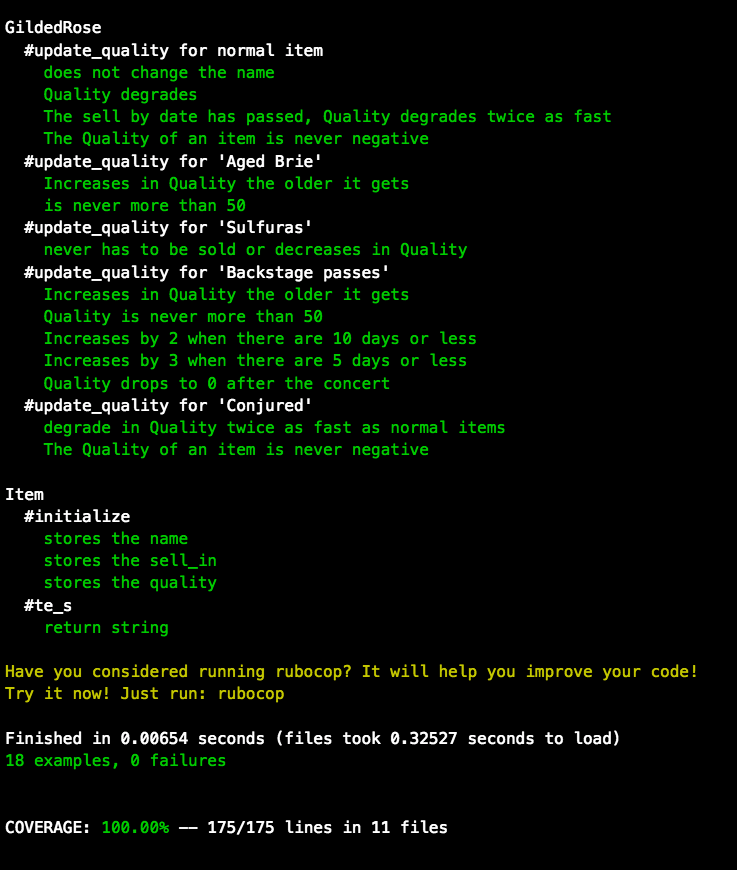 GildedRose
#update_quality for normal item
does not change the name
Quality degrades
The sell by date has passed, Quality degrades twice as fast
The Quality of an item is never negative
#update_quality for 'Aged Brie'
Increases in Quality the older it gets
is never more than 50
#update_quality for 'Sulfuras'
never has to be sold or decreases in Quality
#update_quality for 'Backstage passes'
Increases in Quality the older it gets
Quality is never more than 50
Increases by 2 when there are 10 days or less
Increases by 3 when there are 5 days or less
Quality drops to 0 after the concert
#update_quality for 'Conjured'
degrade in Quality twice as fast as normal items
The Quality of an item is never negative
Item
#initialize
stores the name
stores the sell_in
stores the quality
#te_s
return string
Have you considered running rubocop? It will help you improve your code!
Try it now! Just run: rubocop
Finished in 0.00654 seconds (files took 0.32527 seconds to load)
18 examples, 0 failures
COVERAGE: 100.00% -- 175/175 lines in 11 files